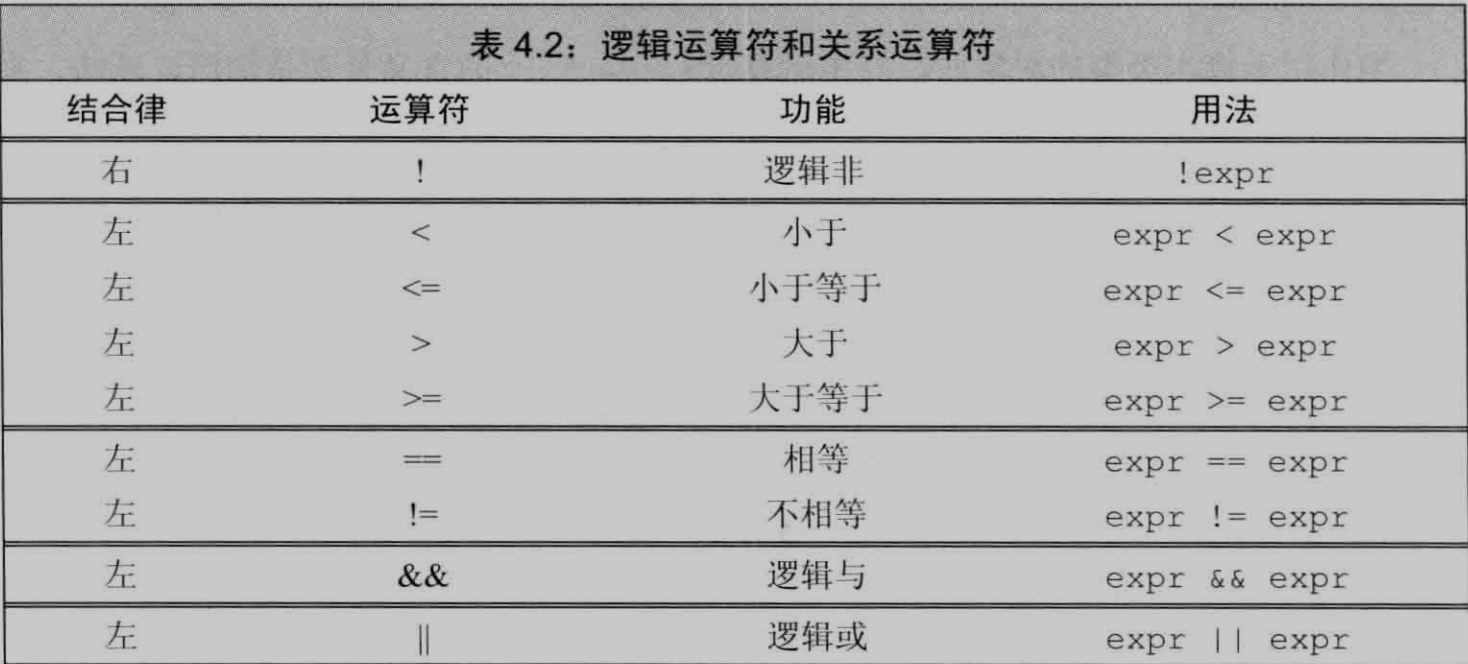 表 4.2：逻辑运算符和关系运算符
结合律 运算符 功能 用法
右 ! 逻辑非 !expr
左 < 小于 expr < expr
左 <= 小于等于 expr <= expr
左 > 大于 expr > expr
左 >= 大于等于 expr >= expr
左 == 相等 expr == expr
左 != 不相等 expr != expr
左 && 逻辑与 expr && expr
左 || 逻辑或 expr || expr